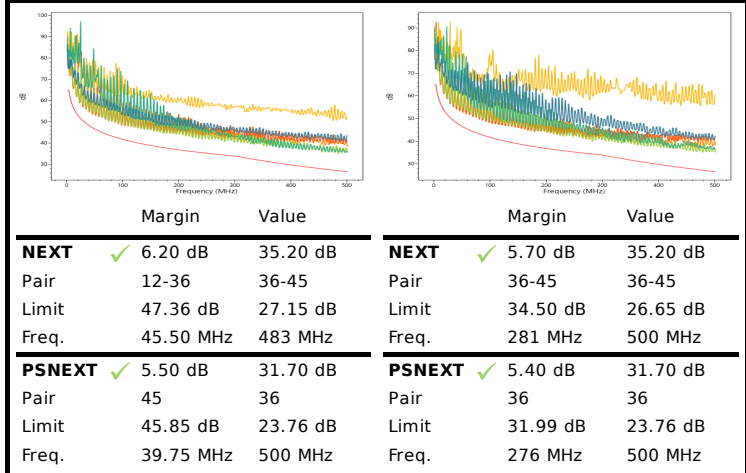 100
90
80
70
60
50
40
30
dB
0
100
200
300
400
500
Frequency (MHz)
90
80
70
60
50
40
30
dB
0
100
200
300
400
500
Frequency (MHz)
Margin Value
NEXT ✓ 6.20 dB 35.20 dB
Pair 12-36 36-45
Limit 47.36 dB 27.15 dB
Freq. 45.50 MHz 483 MHz
PSNEXT ✓ 5.50 dB 31.70 dB
Pair 45 36
Limit 45.85 dB 23.76 dB
Freq. 39.75 MHz 500 MHz
Margin Value
NEXT ✓ 5.70 dB 35.20 dB
Pair 36-45 36-45
Limit 34.50 dB 26.65 dB
Freq. 281 MHz 500 MHz
PSNEXT ✓ 5.40 dB 31.70 dB
Pair 36 36
Limit 31.99 dB 23.76 dB
Freq. 276 MHz 500 MHz